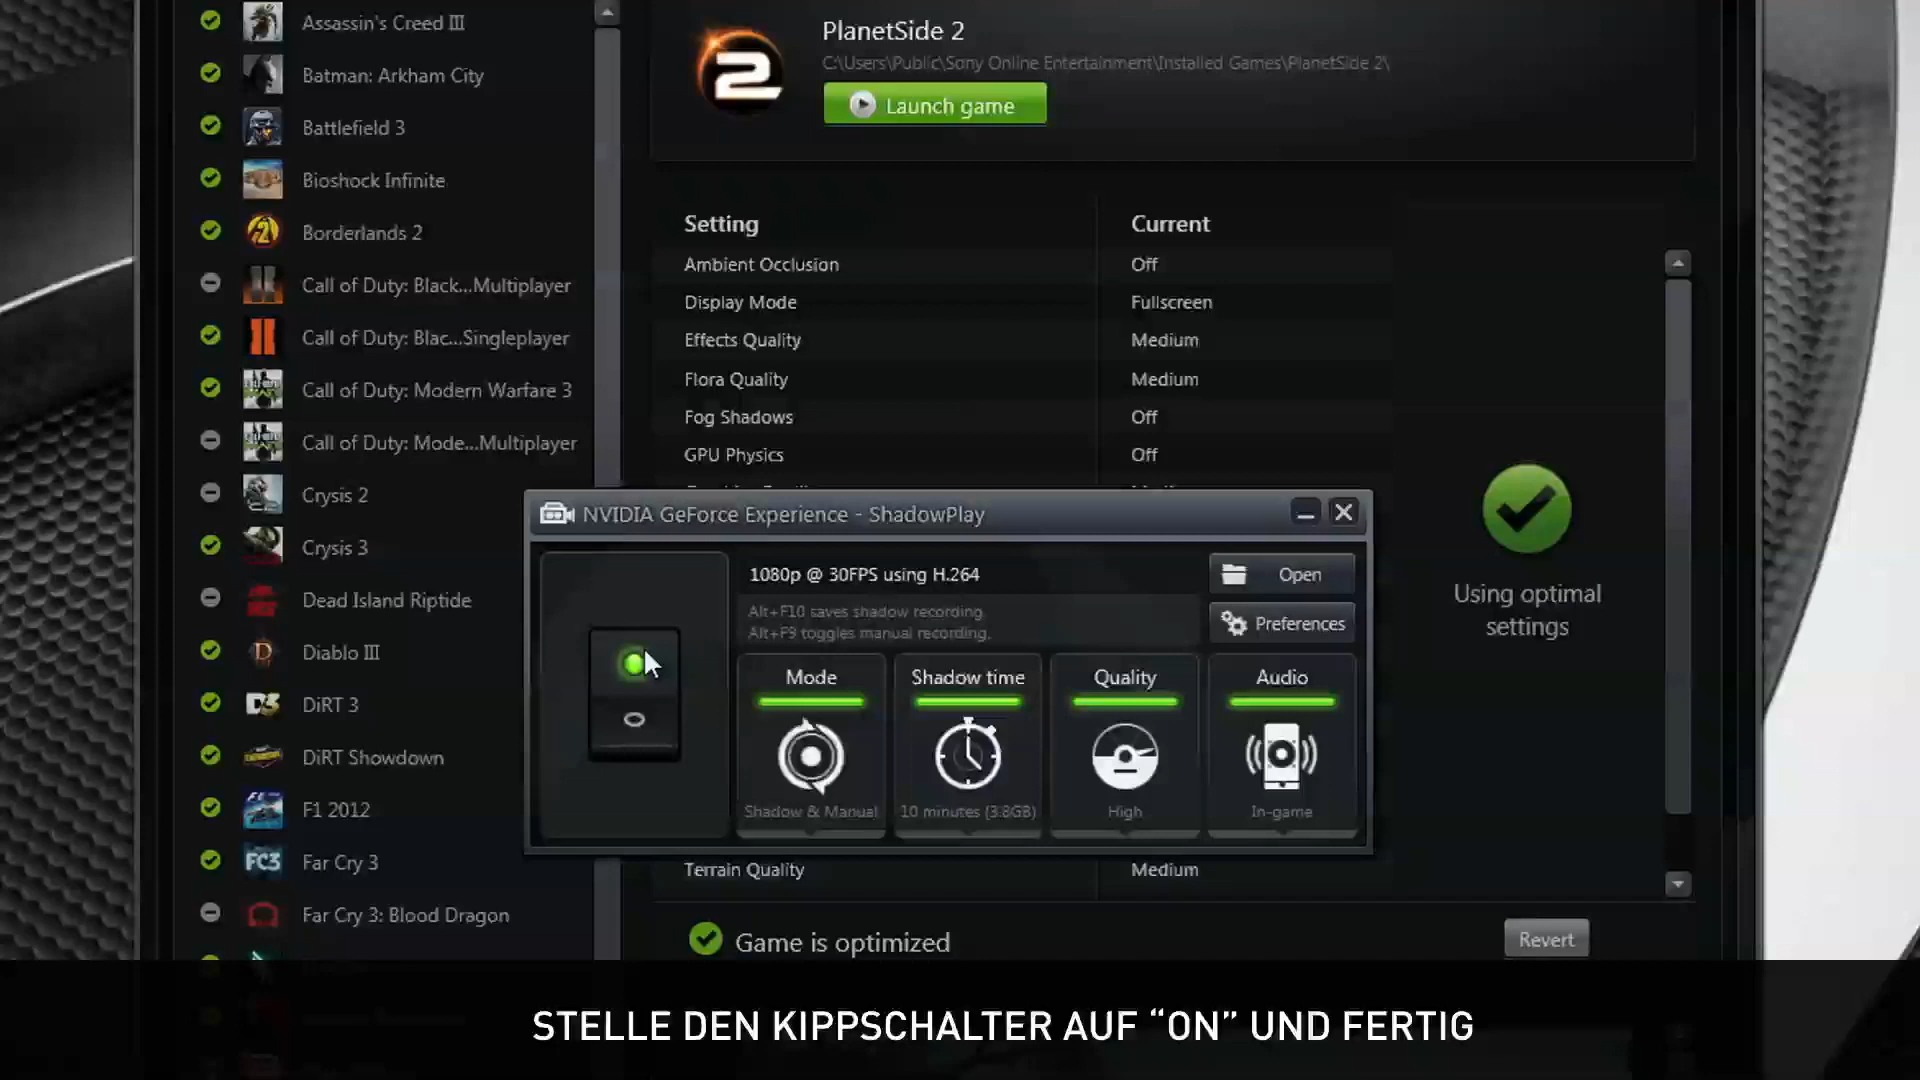 Assassin's Creed III
Batman: Arkham City
Battlefield 3
Bioshock Infinite
Borderlands 2
Call of Duty: Black...Multiplayer
Call of Duty: Blac...Singleplayer
Call of Duty: Modern Warfare 3
Call of Duty: Mode...Multiplayer
Crysis 2
Crysis 3
Dead Island Riptide
Diablo III
DiRT 3
DiRT Showdown
F1 2012
Far Cry 3
Far Cry 3: Blood Dragon
PlanetSide 2
C:\Users\Public\Sony Online Entertainment\Installed Games\PlanetSide 2\
Launch game
Setting Current
Ambient Occlusion Off
Display Mode Fullscreen
Effects Quality Medium
Flora Quality Medium
Fog Shadows Off
GPU Physics Off
NVIDIA GeForce Experience - ShadowPlay
1080p @ 30FPS using H.264
Open
Alt+F10 saves shadow recording.
Alt+F9 toggles manual recording.
Preferences
Mode Shadow time Quality Audio
Shadow & Manual 10 minutes (3.8GB) High In-game
Terrain Quality Medium
Using optimal
settings
Game is optimized
Revert
STELLE DEN KIPPSCHALTER AUF “ON” UND FERTIG